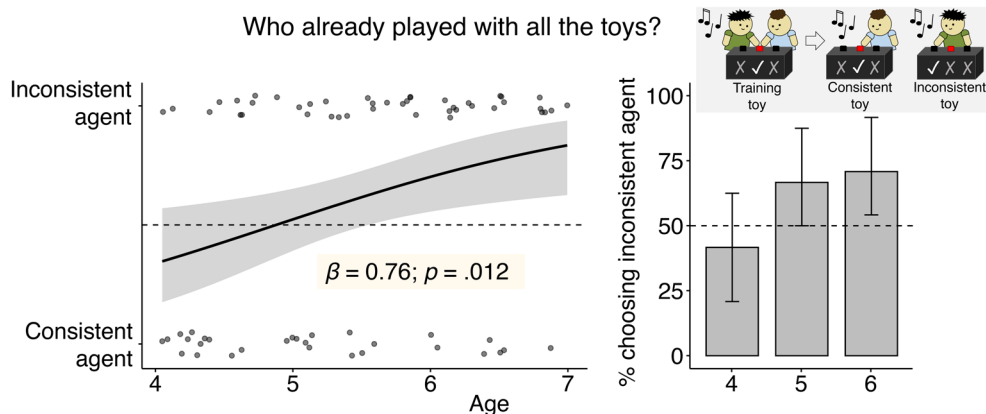 Who already played with all the toys?
Training
toy
Consistent
toy
Inconsistent
toy
Inconsistent
agent
Consistent
agent
β = 0.76; p = .012
4
5
6
7
Age
% choosing inconsistent agent
100
75
50
25
0
4
5
6